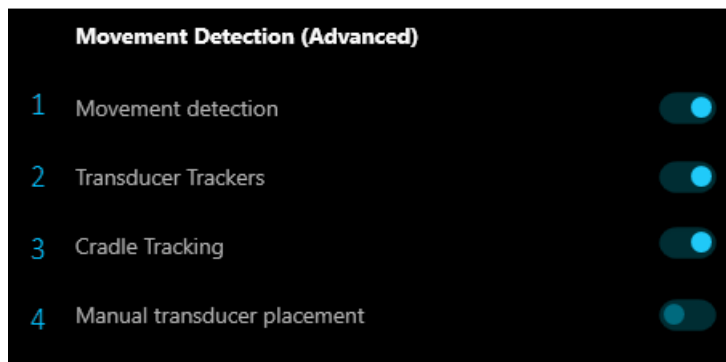 Movement Detection (Advanced)
1 Movement detection
2 Transducer Trackers
3 Cradle Tracking
4 Manual transducer placement